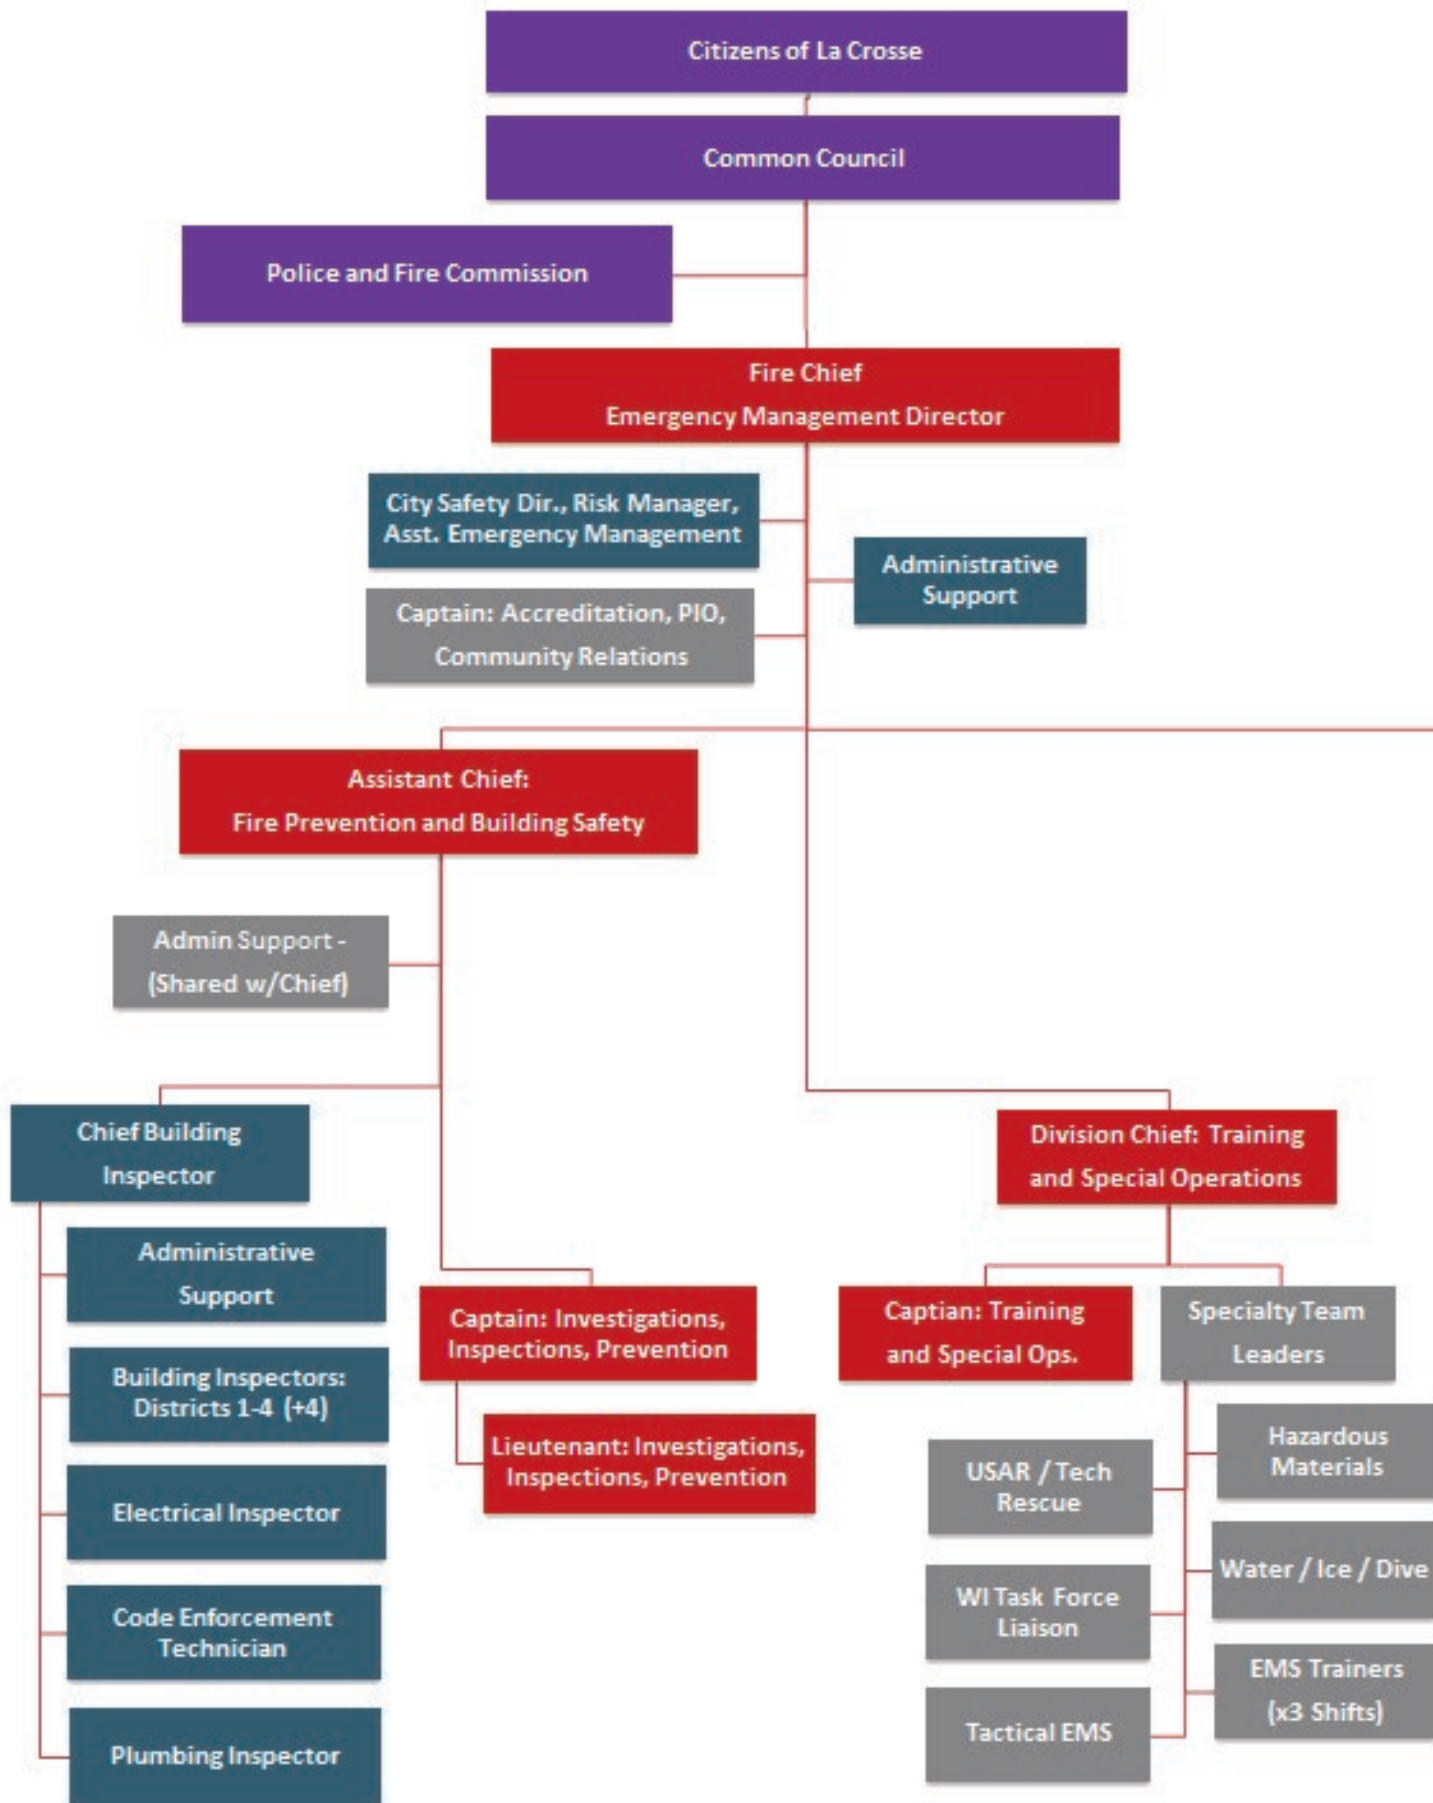 Citizens of La Crosse
Common Council
Police and Fire Commission
Fire Chief
Emergency Management Director
City Safety Dir., Risk Manager,
Asst. Emergency Management
Administrative
Support
Captain: Accreditation, PIO,
Community Relations
Assistant Chief:
Fire Prevention and Building Safety
Admin Support -
(Shared w/Chief)
Chief Building
Inspector
Administrative
Support
Building Inspectors:
Districts 1-4 (+4)
Electrical Inspector
Code Enforcement
Technician
Plumbing Inspector
Captain: Investigations,
Inspections, Prevention
Lieutenant: Investigations,
Inspections, Prevention
Division Chief: Training
and Special Operations
Captian: Training
and Special Ops.
Specialty Team
Leaders
USAR / Tech
Rescue
Hazardous
Materials
WI Task Force
Liaison
Water / Ice / Dive
Tactical EMS
EMS Trainers
(x3 Shifts)